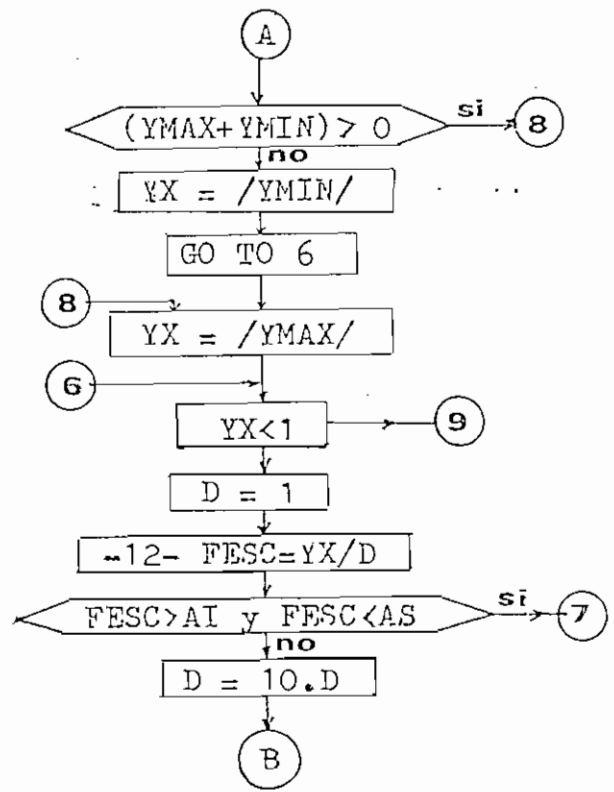 A
(YMAX+YMIN) > 0 si 8
no
YX = /YMIN/
GO TO 6
8
YX = /YMAX/
6
YX<1 9
D = 1
-12- FESC=YX/D
FESC>AI y FESC<AS si 7
no
D = 10.D
B